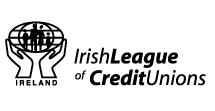 IRELAND
IrishLeague
of CreditUnions